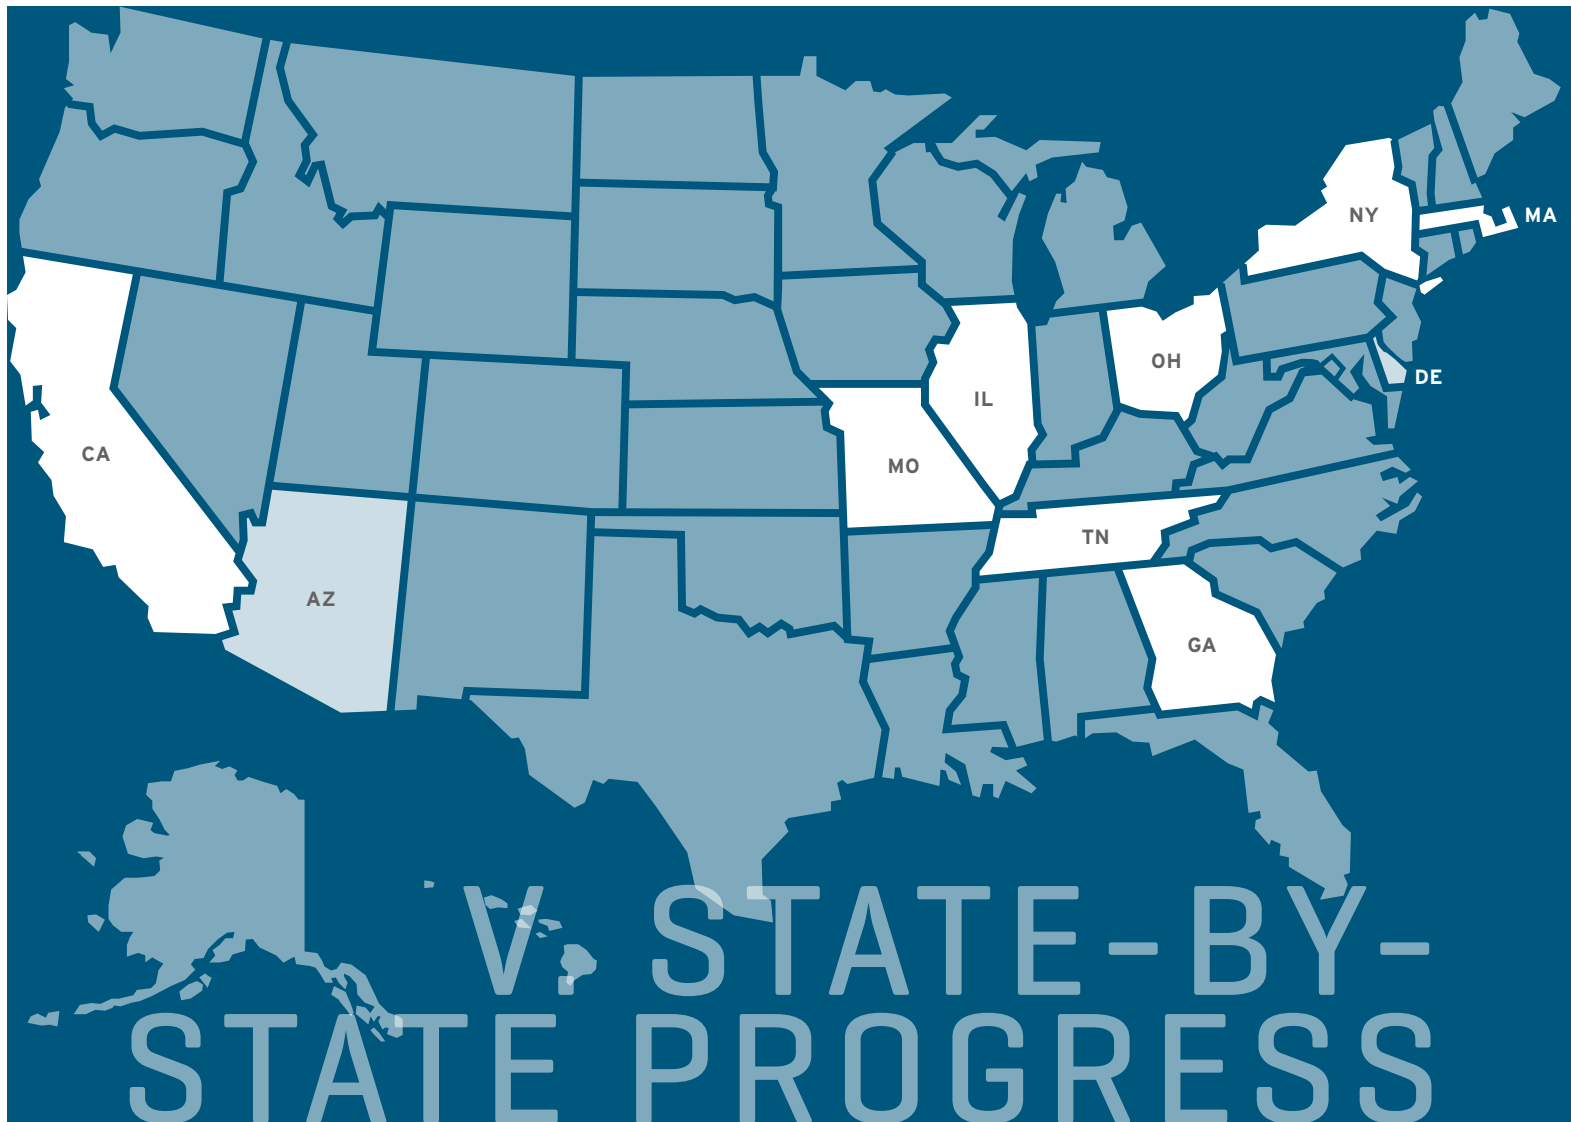 NY
MA
OH
DE
IL
CA
MO
TN
AZ
GA
V. STATE-BY-
STATE PROGRESS